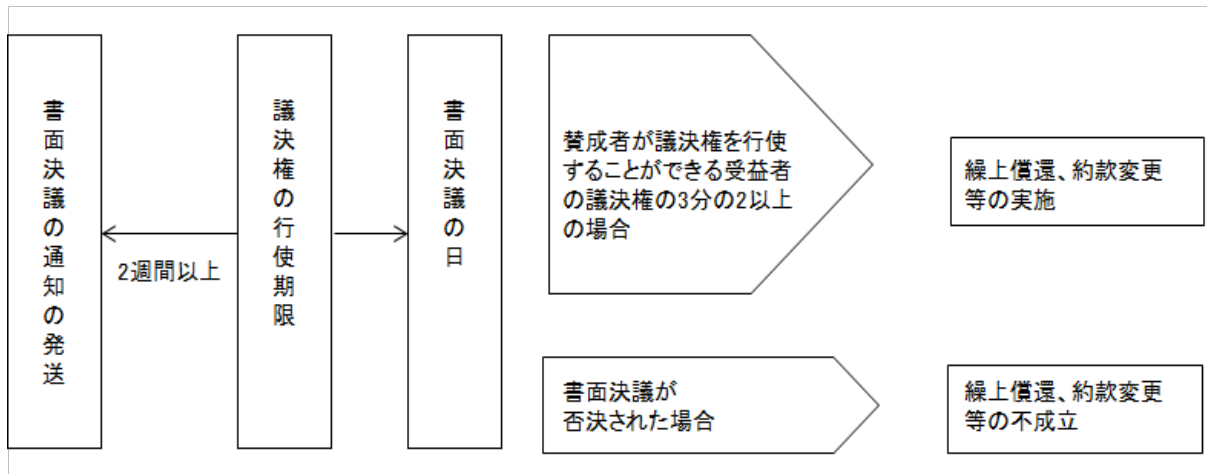 書面決議の通知の発送
2週間以上
議決権の行使期限
書面決議の日
賛成者が議決権を行使
することができる受益者
の議決権の3分の2以上
の場合
繰上償還、約款変更
等の実施
書面決議が
否決された場合
繰上償還、約款変更
等の不成立